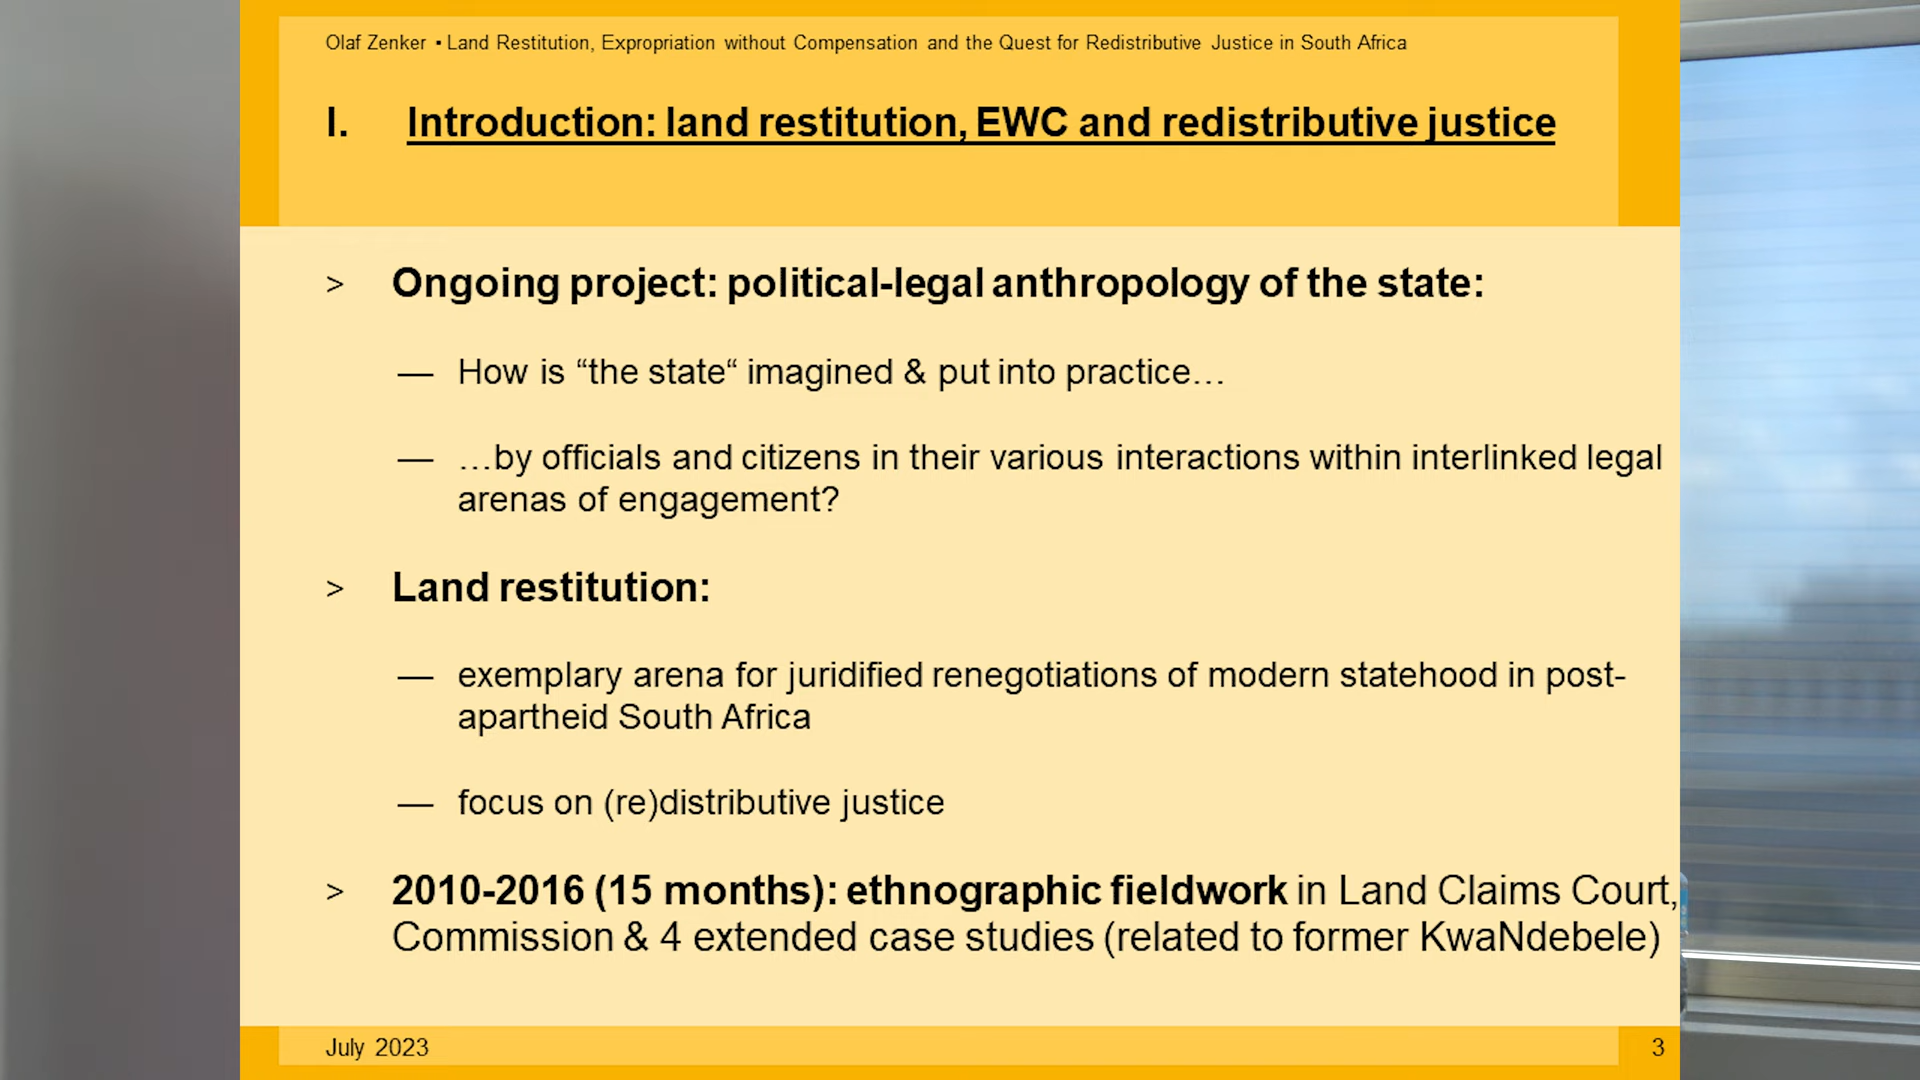 Olaf Zenker ▪ Land Restitution, Expropriation without Compensation and the Quest for Redistributive Justice in South Africa
I. Introduction: land restitution, EWC and redistributive justice
> Ongoing project: political-legal anthropology of the state:
— How is “the state“ imagined & put into practice…
— …by officials and citizens in their various interactions within interlinked legal
arenas of engagement?
> Land restitution:
— exemplary arena for juridified renegotiations of modern statehood in post-
apartheid South Africa
— focus on (re)distributive justice
> 2010-2016 (15 months): ethnographic fieldwork in Land Claims Court,
Commission & 4 extended case studies (related to former KwaNdebele)
July 2023
3